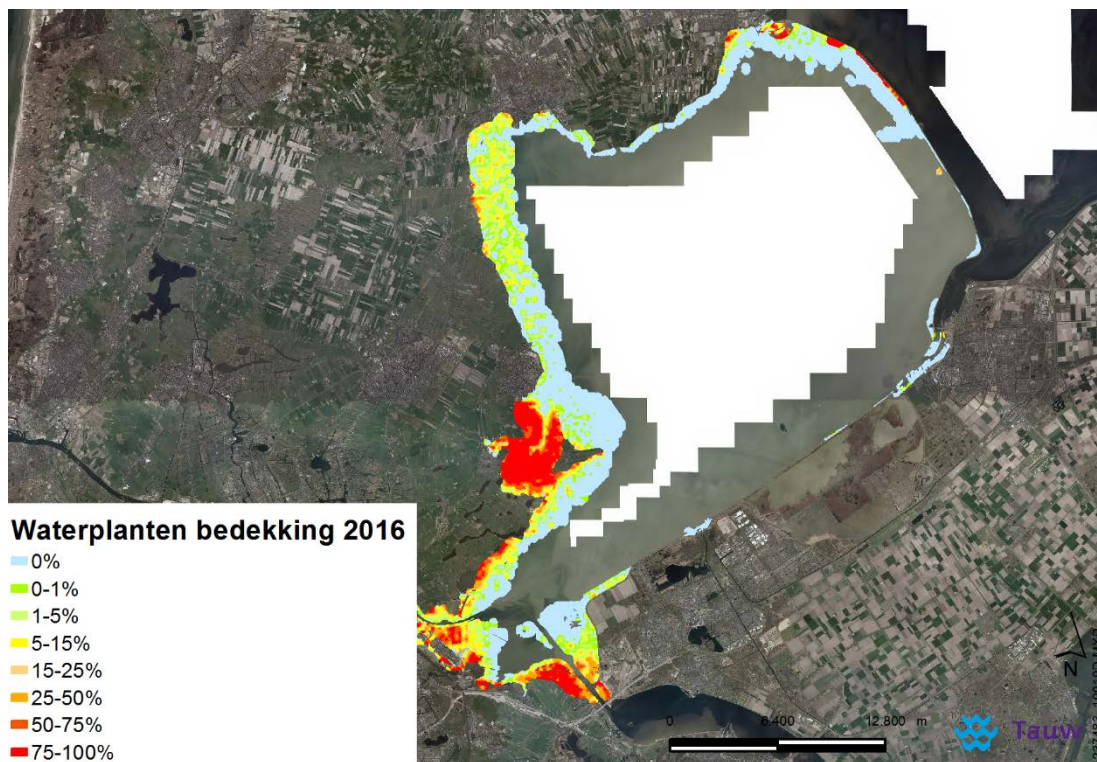 Waterplanten bedekking 2016
0%
0-1%
1-5%
5-15%
15-25%
25-50%
50-75%
75-100%
N
0 6.400 12.800 m
Tauw